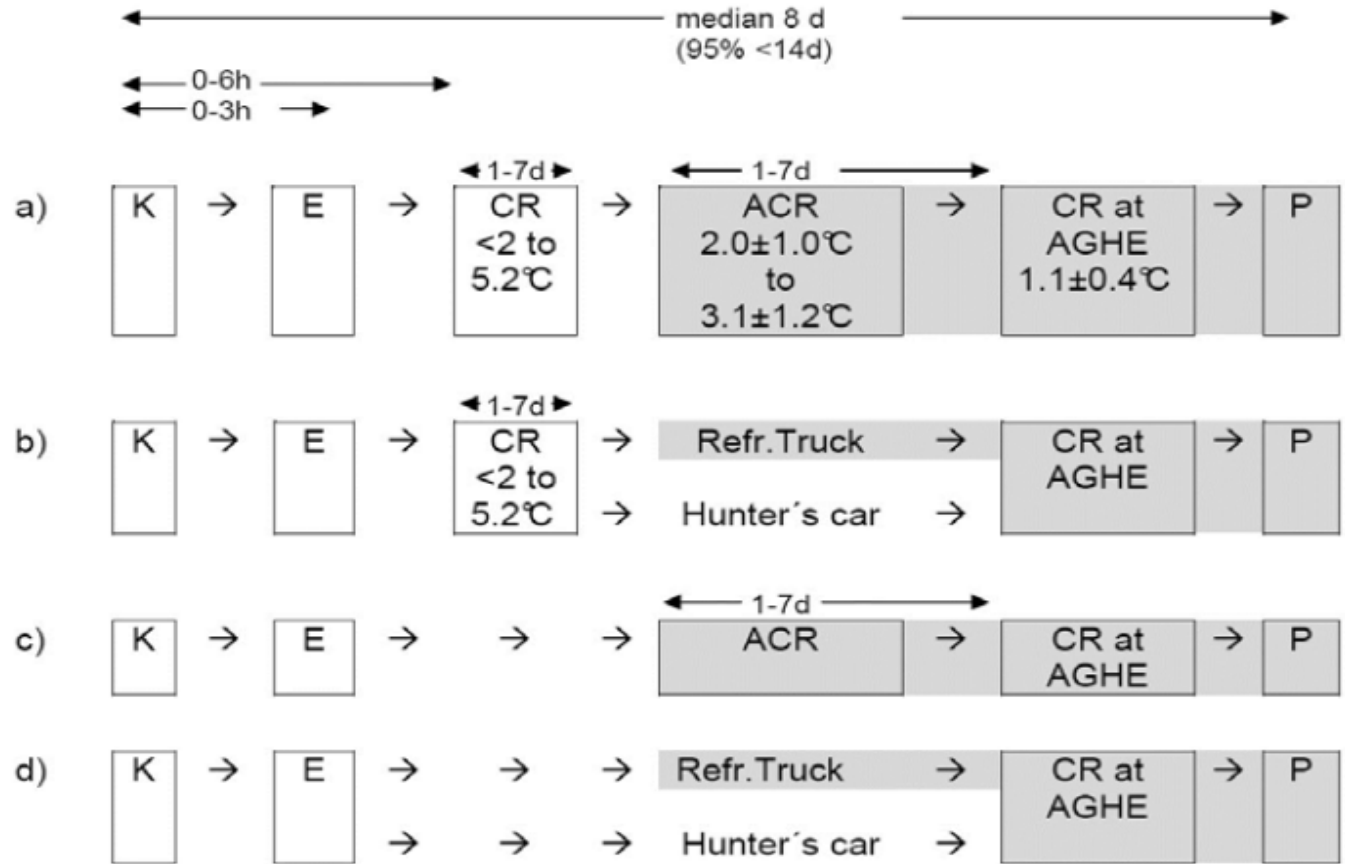 median 8 d
(95% <14d)
0-6h
0-3h
1-7d 1-7d
a) K → E → CR → ACR → CR at → P
<2 to 2.0±1.0°C AGHE
5.2°C to 1.1±0.4°C
3.1±1.2°C
1-7d
b) K → E → CR → Refr.Truck → CR at → P
<2 to AGHE
5.2°C → Hunter´s car →
1-7d
c) K → E → → → ACR → CR at → P
AGHE
d) K → E → → → Refr.Truck → CR at → P
AGHE
→ → → Hunter´s car →